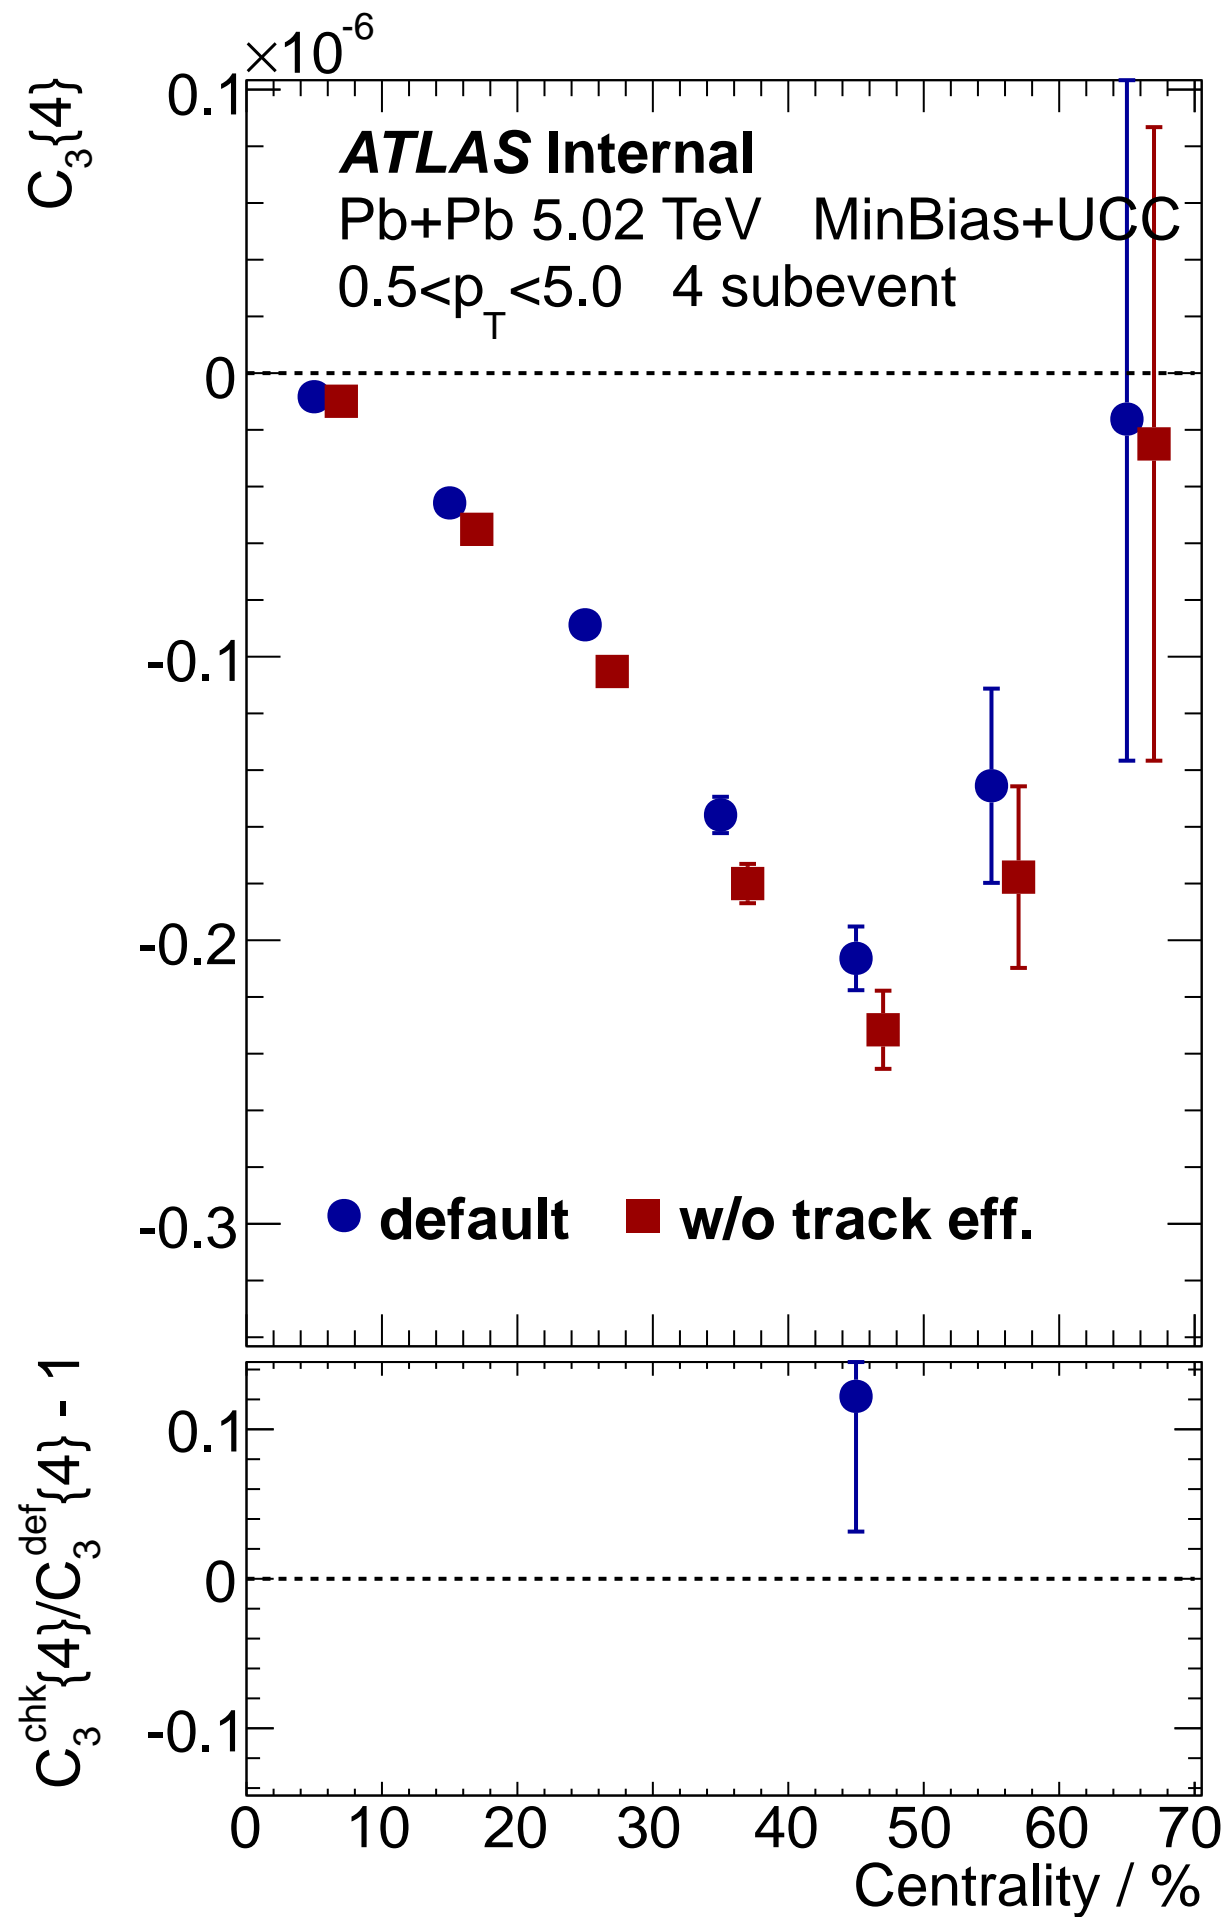 ×10-6
C3{4}
0.1
ATLAS Internal
Pb+Pb 5.02 TeV MinBias+UCC
0.5<pT<5.0 4 subevent
0
-0.1
-0.2
-0.3
default w/o track eff.
C3chk{4}/C3def{4} - 1
0.1
0
-0.1
0 10 20 30 40 50 60 70
Centrality / %